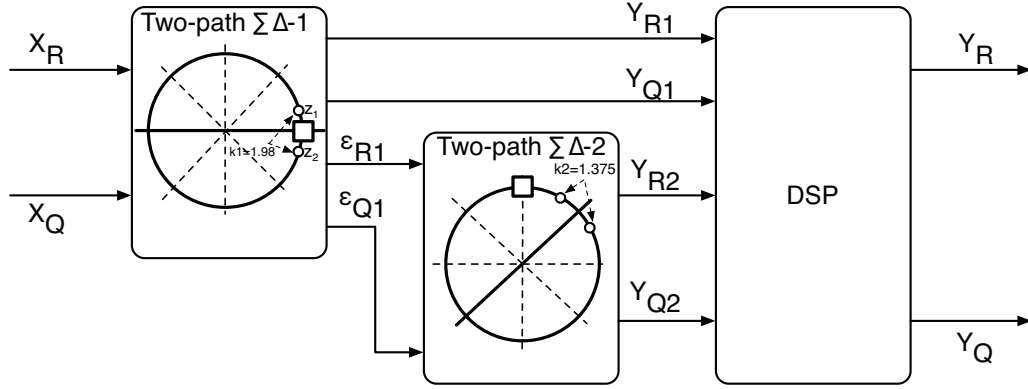 Two-path ∑ Δ-1
X_R
Y_R1
Y_R
Y_Q1
z_1
k1=1.98
z_2
ε_R1
Two-path ∑ Δ-2
k2=1.375
Y_R2
DSP
X_Q
ε_Q1
Y_Q2
Y_Q